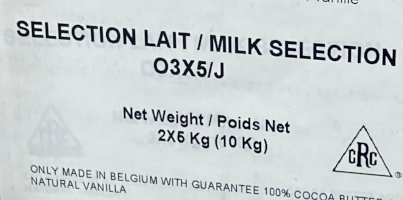 SELECTION LAIT / MILK SELECTION
O3X5/J
Net Weight / Poids Net
2X5 Kg (10 Kg)
CRC
®
ONLY MADE IN BELGIUM WITH GUARANTEE 100% COCOA BUTTER
NATURAL VANILLA